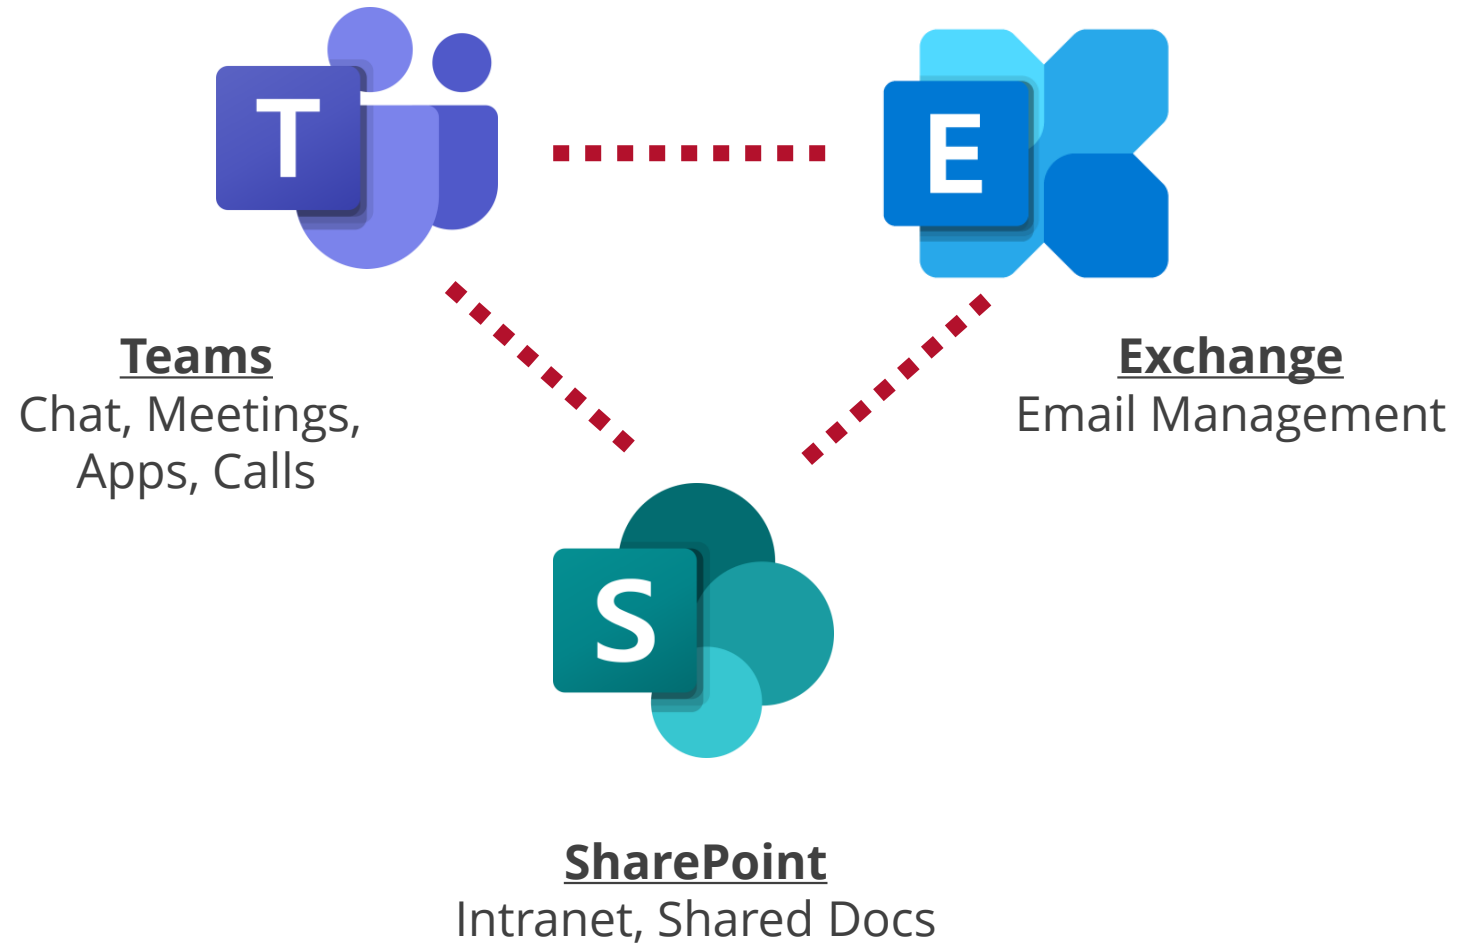 T
E
Teams
Chat, Meetings,
Apps, Calls
Exchange
Email Management
S
SharePoint
Intranet, Shared Docs